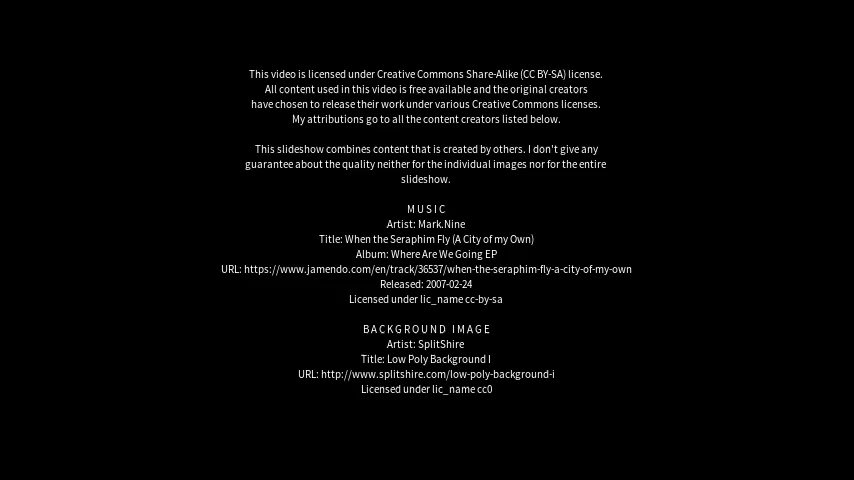 This video is licensed under Creative Commons Share-Alike (CC BY-SA) license.
All content used in this video is free available and the original creators
have chosen to release their work under various Creative Commons licenses.
My attributions go to all the content creators listed below.
This slideshow combines content that is created by others. I don't give any
guarantee about the quality neither for the individual images nor for the entire
slideshow.
MUSIC
Artist: Mark.Nine
Title: When the Seraphim Fly (A City of my Own)
Album: Where Are We Going EP
URL: https://www.jamendo.com/en/track/36537/when-the-seraphim-fly-a-city-of-my-own
Released: 2007-02-24
Licensed under lic_name cc-by-sa
BACKGROUND IMAGE
Artist: SplitShire
Title: Low Poly Background I
URL: http://www.splitshire.com/low-poly-background-i
Licensed under lic_name cc0